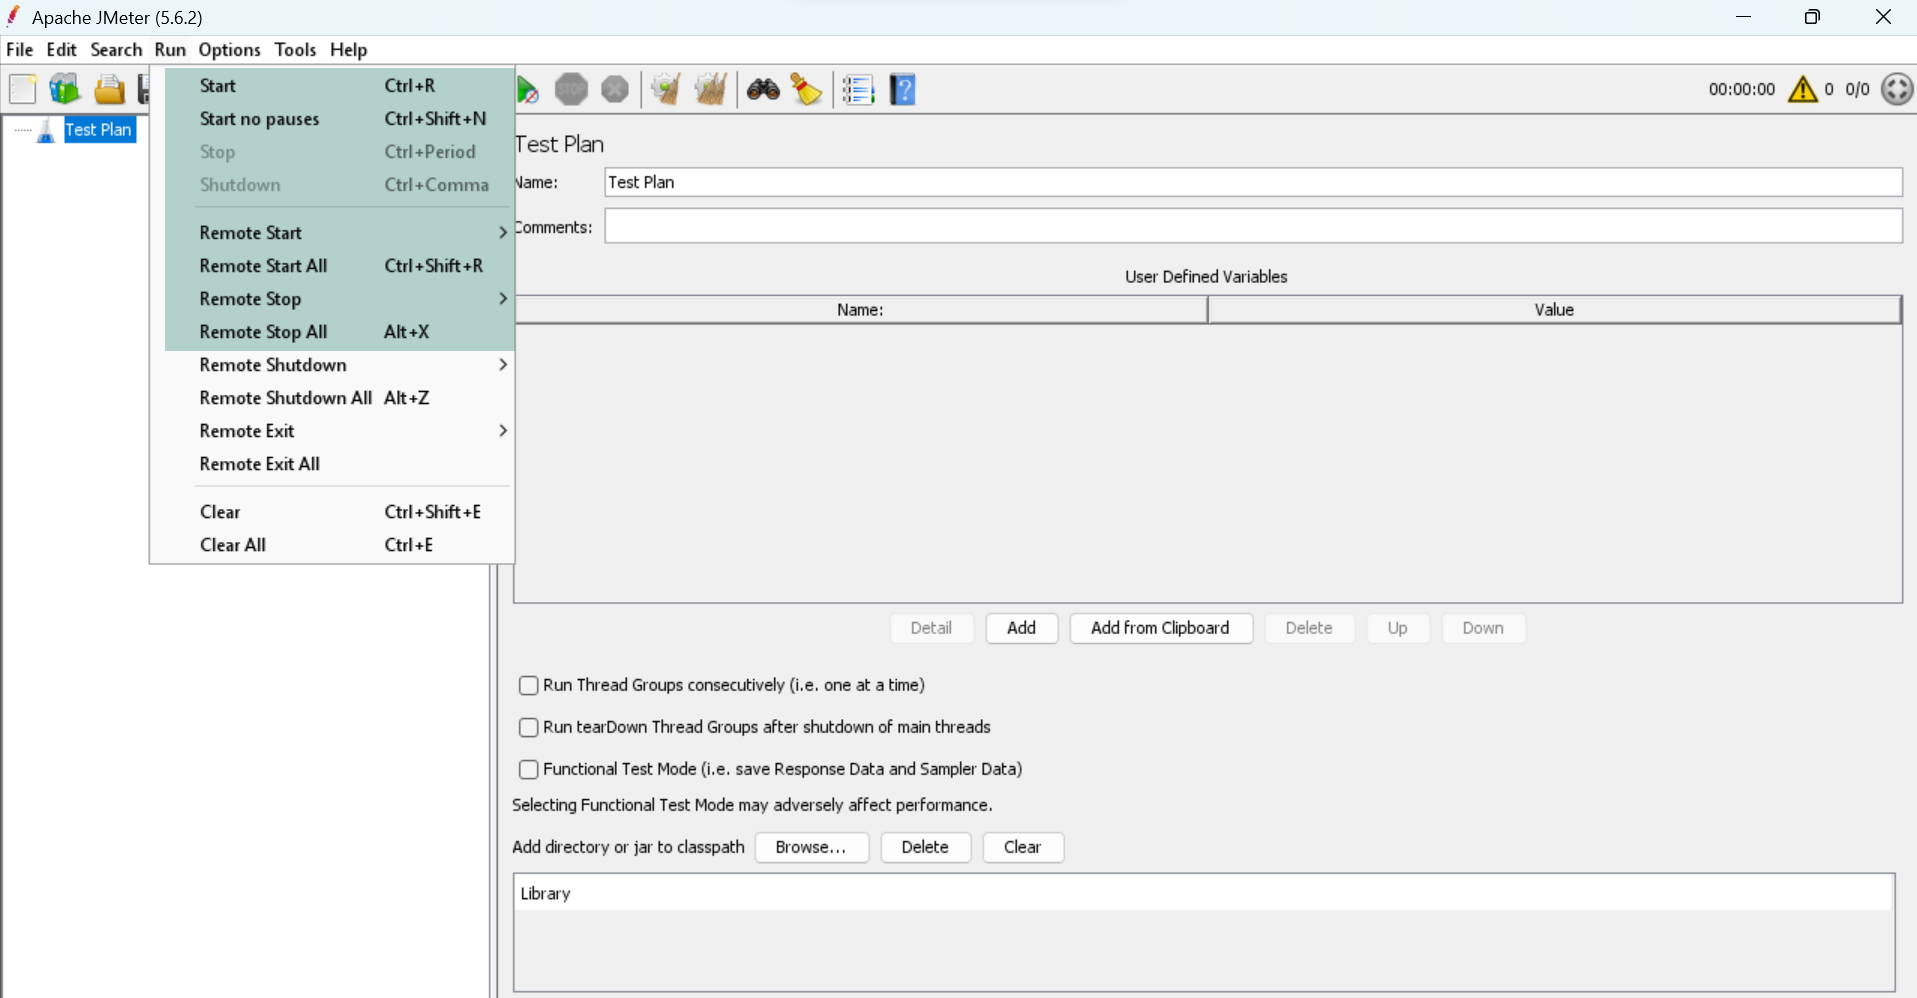 Apache JMeter (5.6.2)
File Edit Search Run Options Tools Help
STOP
00:00:00 0 0/0
Test Plan
Start Ctrl+R
Start no pauses Ctrl+Shift+N
Stop Ctrl+Period
Shutdown Ctrl+Comma
Remote Start
Remote Start All Ctrl+Shift+R
Remote Stop
Remote Stop All Alt+X
Remote Shutdown
Remote Shutdown All Alt+Z
Remote Exit
Remote Exit All
Clear Ctrl+Shift+E
Clear All Ctrl+E
Test Plan
Name: Test Plan
Comments:
User Defined Variables
Name: Value
Detail Add Add from Clipboard Delete Up Down
Run Thread Groups consecutively (i.e. one at a time)
Run tearDown Thread Groups after shutdown of main threads
Functional Test Mode (i.e. save Response Data and Sampler Data)
Selecting Functional Test Mode may adversely affect performance.
Add directory or jar to classpath Browse... Delete Clear
Library